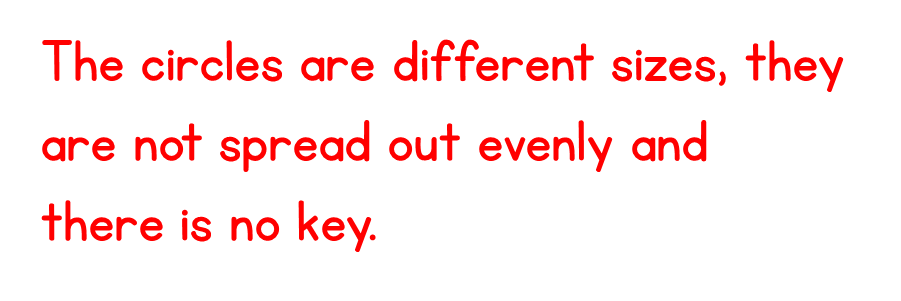 The circles are different sizes, they
are not spread out evenly and
there is no key.